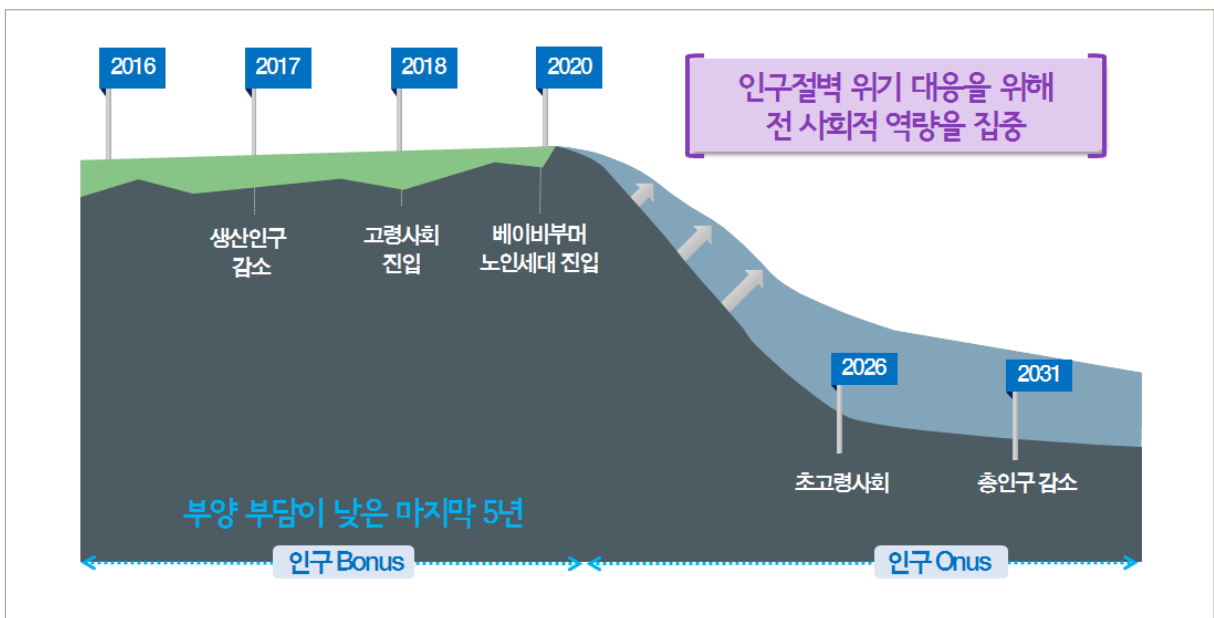 2016
2017
2018
2020
인구절벽 위기 대응을 위해
전 사회적 역량을 집중
생산인구
감소
고령사회
진입
베이비부머
노인세대 진입
2026
2031
초고령사회
총인구 감소
부양 부담이 낮은 마지막 5년
인구 Bonus
인구 Onus